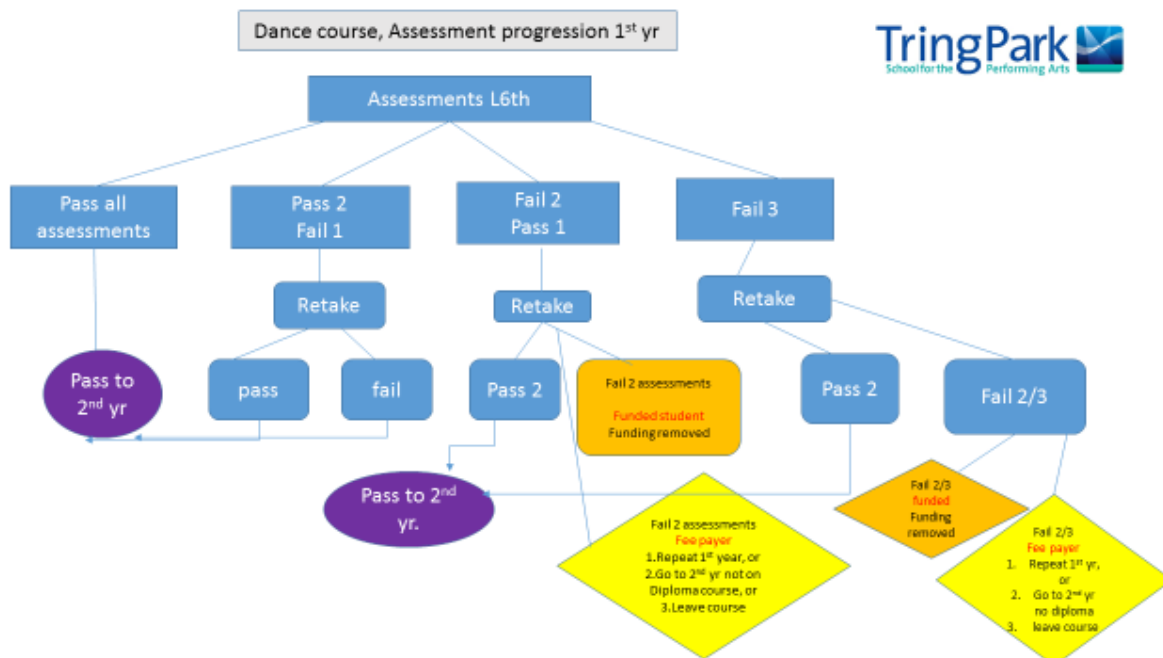 Dance course, Assessment progression 1st yr
TringPark
School for the Performing Arts
Assessments L6th
Pass all
assessments
Pass 2
Fail 1
Fail 2
Pass 1
Fail 3
Retake
Retake
Retake
Pass to
2nd yr
pass
fail
Pass 2
Fail 2 assessments
Funded student
Funding removed
Pass 2
Fail 2/3
Pass to 2nd
yr.
Fail 2 assessments
Fee payer
1.Repeat 1st year, or
2.Go to 2nd yr not on
Diploma course, or
3.Leave course
Fail 2/3
funded
Funding
removed
Fail 2/3
Fee payer
1. Repeat 1st yr,
or
2. Go to 2nd yr
no diploma
3. leave course